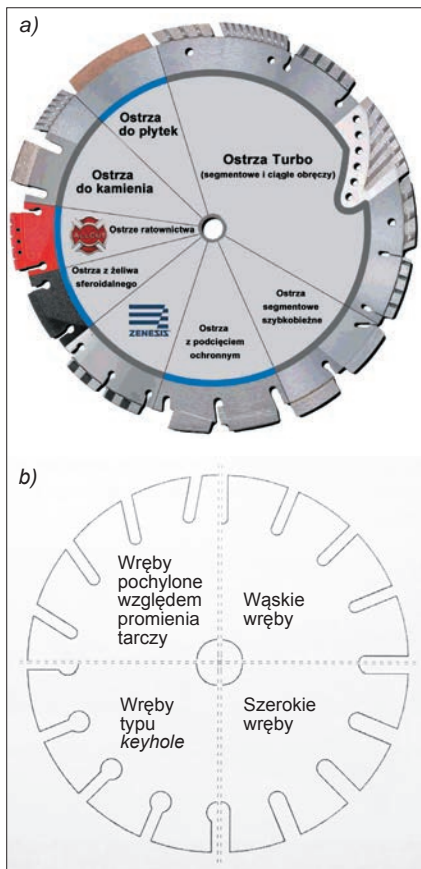 a)
Ostrza
do płytek
Ostrza Turbo
(segmentowe i ciągłe obręczy)
Ostrza
do kamienia
Ostrze ratownictwa
Ostrza z żeliwa
sferoidalnego
ZENESIS
Ostrza
z podcięciem
ochronnym
Ostrza
segmentowe
szybkobieżne
b)
Wręby
pochylone
względem
promienia
tarczy
Wąskie
wręby
Wręby
typu
keyhole
Szerokie
wręby